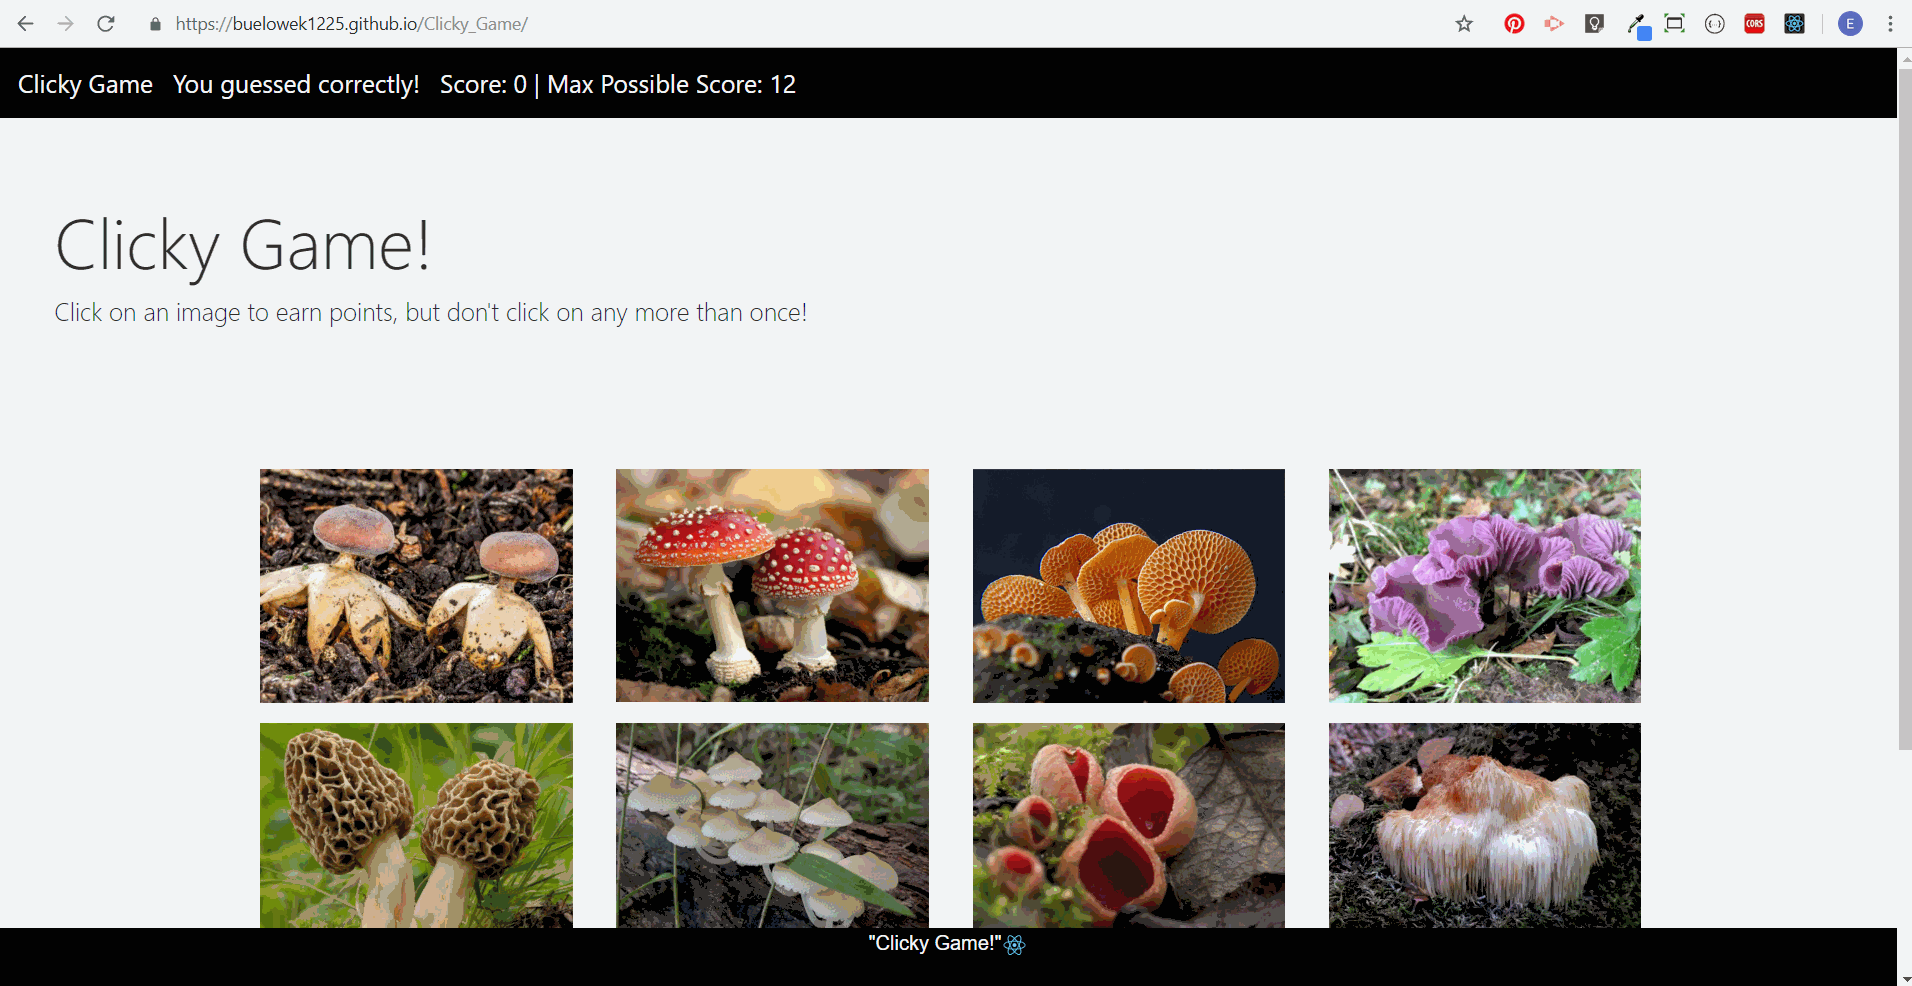 https://buelowek1225.github.io/Clicky_Game/
CORS
E
Clicky Game You guessed correctly! Score: 0 | Max Possible Score: 12
Clicky Game!
Click on an image to earn points, but don't click on any more than once!
"Clicky Game!"